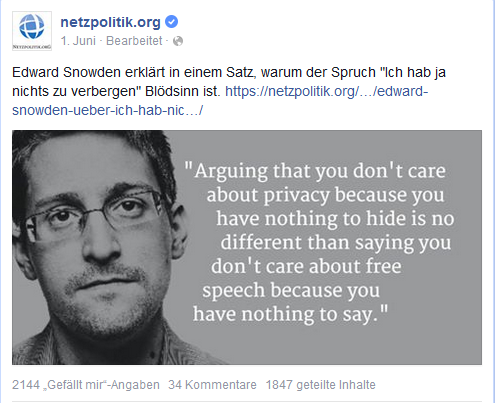 netzpolitik.org
1. Juni · Bearbeitet ·
NETZPOLITIK.ORG
Edward Snowden erklärt in einem Satz, warum der Spruch "Ich hab ja
nichts zu verbergen" Blödsinn ist. https://netzpolitik.org/…/edward-
snowden-ueber-ich-hab-nic…/
"Arguing that you don't care
about privacy because you
have nothing to hide is no
different than saying you
don't care about free
speech because you
have nothing to say."
2144 „Gefällt mir“-Angaben 34 Kommentare 1847 geteilte Inhalte